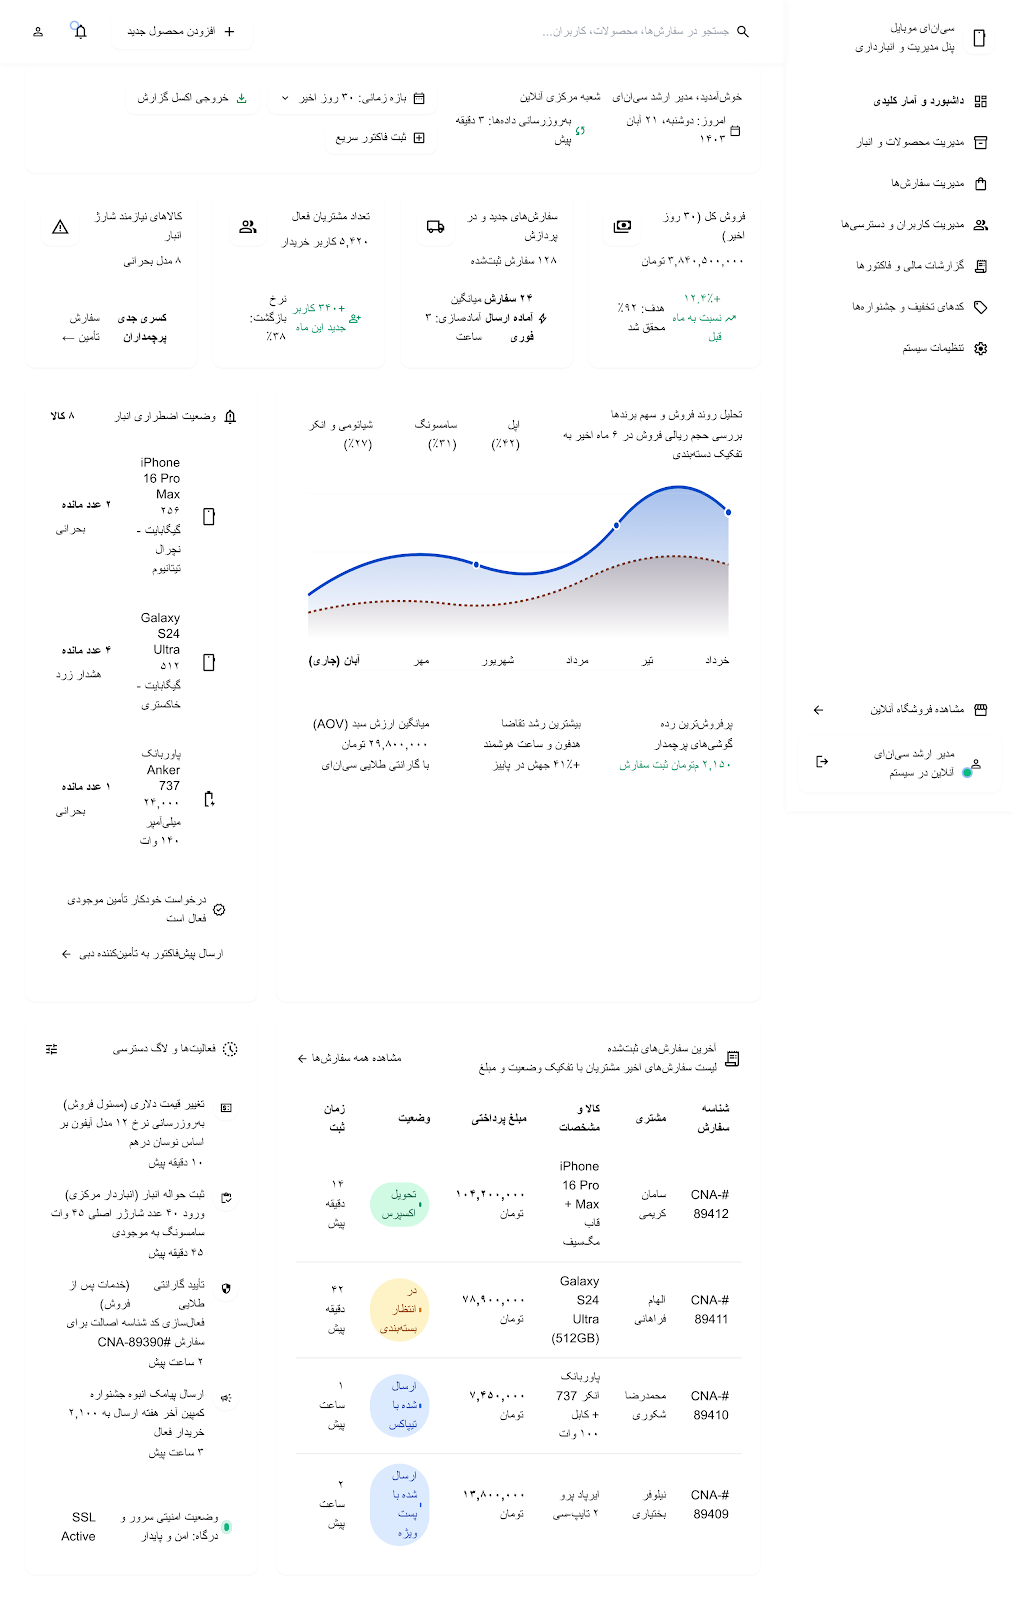 سی‌ان‌ای موبایل
پنل مدیریت و انبارداری
داشبورد و آمار کلیدی
مدیریت محصولات و انبار
مدیریت سفارش‌ها
مدیریت کاربران و دسترسی‌ها
گزارشات مالی و فاکتورها
کدهای تخفیف و جشنواره‌ها
تنظیمات سیستم
مشاهده فروشگاه آنلاین
مدیر ارشد سی‌ان‌ای
آنلاین در سیستم
جستجو در سفارش‌ها، محصولات، کاربران...
افزودن محصول جدید
خوش‌آمدید، مدیر ارشد سی‌ان‌ای
شعبه مرکزی آنلاین
امروز: دوشنبه، ۲۱ آبان
۱۴۰۳
به‌روزرسانی داده‌ها: ۳ دقیقه
پیش
بازه زمانی: ۳۰ روز اخیر
خروجی اکسل گزارش
ثبت فاکتور سریع
فروش کل (۳۰ روز
اخیر)
۳,۸۴۰,۵۰۰,۰۰۰ تومان
+۱۲.۴٪
نسبت به ماه
قبل
هدف: ۹۲٪
محقق شد
سفارش‌های جدید و در
پردازش
۱۲۸ سفارش ثبت‌شده
۲۴ سفارش
آماده ارسال
فوری
میانگین
آماده‌سازی: ۳
ساعت
تعداد مشتریان فعال
۵,۴۲۰ کاربر خریدار
+۳۴۰ کاربر
جدید این ماه
نرخ
بازگشت:
۳۸٪
کالاهای نیازمند شارژ
انبار
۸ مدل بحرانی
کسری جدی
پرچمداران
سفارش
تأمین ←
تحلیل روند فروش و سهم برندها
بررسی حجم ریالی فروش در ۶ ماه اخیر به
تفکیک دسته‌بندی
اپل
(۴۲٪)
سامسونگ
(۳۱٪)
شیائومی و انکر
(۲۷٪)
خرداد
تیر
مرداد
شهریور
مهر
آبان (جاری)
پرفروش‌ترین رده
گوشی‌های پرچمدار
۲,۱۵۰ م‌تومان ثبت سفارش
بیشترین رشد تقاضا
هدفون و ساعت هوشمند
+۴۱٪ جهش در پاییز
میانگین ارزش سبد (AOV)
۲۹,۸۰۰,۰۰۰ تومان
با گارانتی طلایی سی‌ان‌ای
وضعیت اضطراری انبار
۸ کالا
iPhone
16 Pro
Max
۲۵۶
گیگابایت -
نچرال
تیتانیوم
۲ عدد مانده
بحرانی
Galaxy
S24
Ultra
۵۱۲
گیگابایت -
خاکستری
۴ عدد مانده
هشدار زرد
پاوربانک
Anker
737
۲۴,۰۰۰
میلی‌آمپر
۱۴۰ وات
۱ عدد مانده
بحرانی
درخواست خودکار تأمین موجودی
فعال است
ارسال پیش‌فاکتور به تأمین‌کننده دبی
آخرین سفارش‌های ثبت‌شده
لیست سفارش‌های اخیر مشتریان با تفکیک وضعیت و مبلغ
مشاهده همه سفارش‌ها
شناسه
سفارش
مشتری
کالا و
مشخصات
مبلغ پرداختی
وضعیت
زمان
ثبت
CNA-#
89412
سامان
کریمی
iPhone
16 Pro
Max +
قاب
مگ‌سیف
۱۰۴,۲۰۰,۰۰۰
تومان
تحویل
اکسپرس
۱۴
دقیقه
پیش
CNA-#
89411
الهام
فراهانی
Galaxy
S24
Ultra
(512GB)
۷۸,۹۰۰,۰۰۰
تومان
در
انتظار
بسته‌بندی
۴۲
دقیقه
پیش
CNA-#
89410
محمدرضا
شکوری
پاوربانک
انکر 737
+ کابل
۱۰۰ وات
۷,۴۵۰,۰۰۰
تومان
ارسال
شده با
تیپاکس
۱
ساعت
پیش
CNA-#
89409
نیلوفر
بختیاری
ایرپاد پرو
۲ تایپ-سی
۱۳,۸۰۰,۰۰۰
تومان
ارسال
شده با
پست
ویژه
۲
ساعت
پیش
فعالیت‌ها و لاگ دسترسی
تغییر قیمت دلاری (مسئول فروش)
به‌روزرسانی نرخ ۱۲ مدل آیفون بر
اساس نوسان درهم
۱۰ دقیقه پیش
ثبت حواله انبار (انباردار مرکزی)
ورود ۴۰ عدد شارژر اصلی ۴۵ وات
سامسونگ به موجودی
۴۵ دقیقه پیش
تأیید گارانتی
طلایی
(خدمات پس از
فروش)
فعال‌سازی کد شناسه اصالت برای
سفارش #CNA-89390
۲ ساعت پیش
ارسال پیامک انبوه جشنواره
کمپین آخر هفته ارسال به ۲,۱۰۰
خریدار فعال
۳ ساعت پیش
وضعیت امنیتی سرور و
درگاه: امن و پایدار
SSL
Active